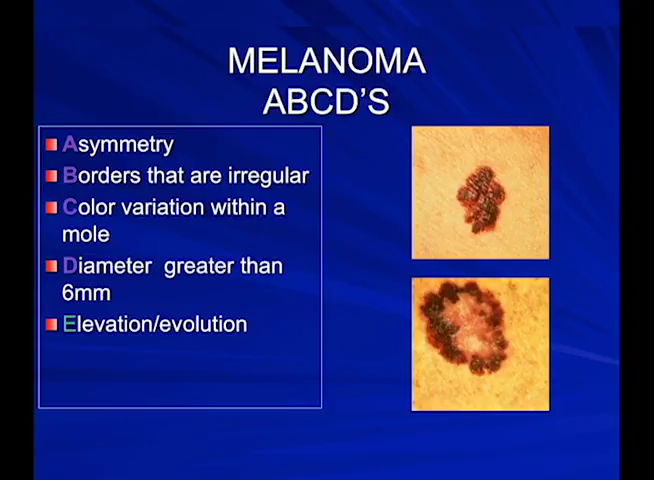 MELANOMA
ABCD'S
Asymmetry
Borders that are irregular
Color variation within a
mole
Diameter greater than
6mm
Elevation/evolution